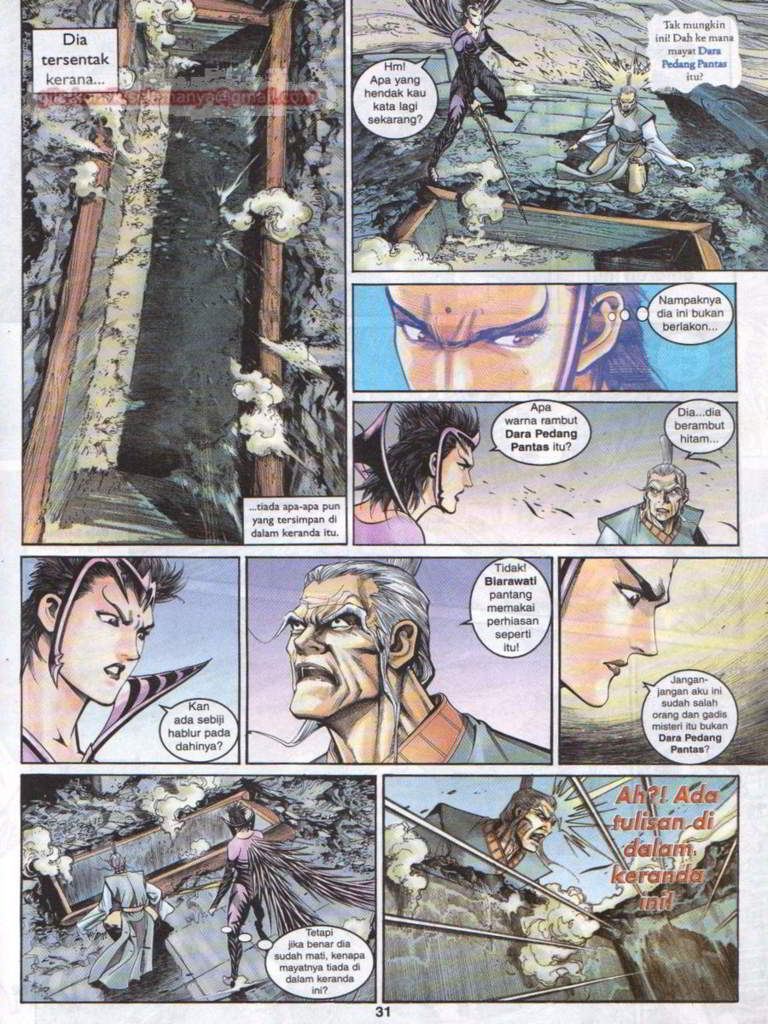 Dia
tersentak
kerana...
...tiada apa-apa pun
yang tersimpan di
dalam keranda itu.
Hm!
Apa yang
hendak kau
kata lagi
sekarang?
Tak mungkin
ini! Dah ke mana
mayat Dara
Pedang Pantas
itu?
Nampaknya
dia ini bukan
berlakon...
Apa
warna rambut
Dara Pedang
Pantas itu?
Dia...dia
berambut
hitam...
Kan
ada sebiji
hablur pada
dahinya?
Tidak!
Biarawati
pantang
memakai
perhiasan
seperti
itu!
Jangan-
jangan aku ini
sudah salah
orang dan gadis
misteri itu bukan
Dara Pedang
Pantas?
Tetapi
jika benar dia
sudah mati, kenapa
mayatnya tiada di
dalam keranda
ini?
Ah?! Ada
tulisan di
dalam
keranda
ini!
31